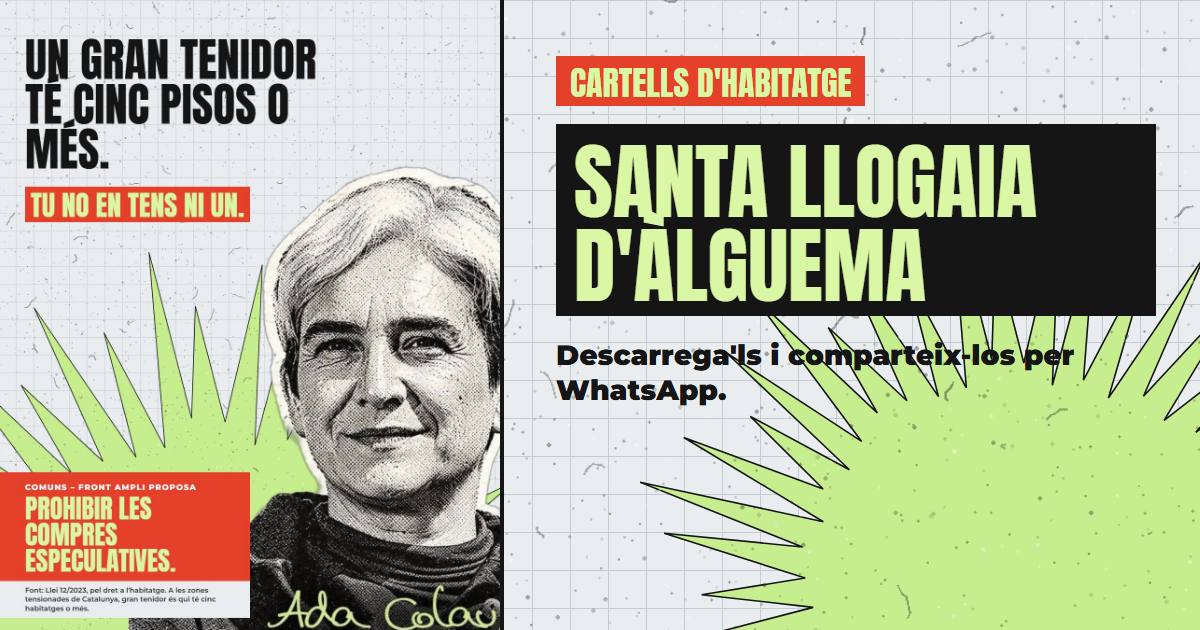 UN GRAN TENIDOR
TÉ CINC PISOS O
MÉS.
TU NO EN TENS NI UN.
COMUNS – FRONT AMPLI PROPOSA
PROHIBIR LES
COMPRES
ESPECULATIVES.
Font: Llei 12/2023, pel dret a l'habitatge. A les zones
tensionades de Catalunya, gran tenidor és qui té cinc
habitatges o més.
Ada Colau
CARTELLS D'HABITATGE
SANTA LLOGAIA
D'ÀLGUEMA
Descarrega'ls i comparteix-los per
WhatsApp.